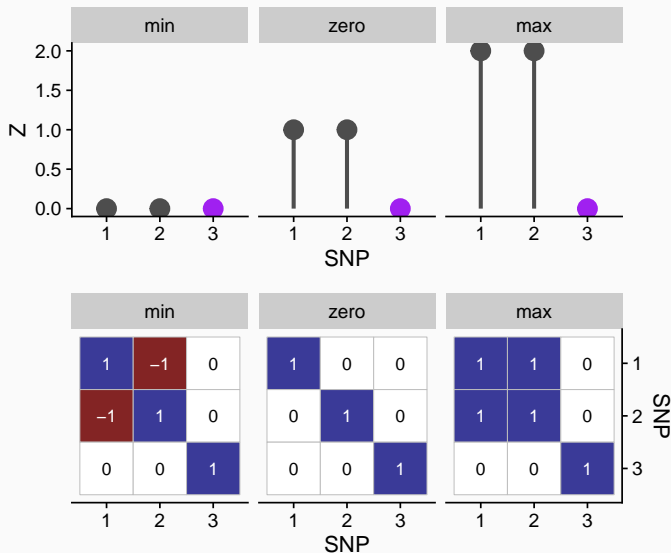 min zero max
2.0
1.5
1.0
0.5
0.0
Z
1 2 3 1 2 3 1 2 3
SNP
min zero max
1 −1 0 1 0 0 1 1 0 1
−1 1 0 0 1 0 1 1 0 2
0 0 1 0 0 1 0 0 1 3
SNP
1 2 3 1 2 3 1 2 3
SNP